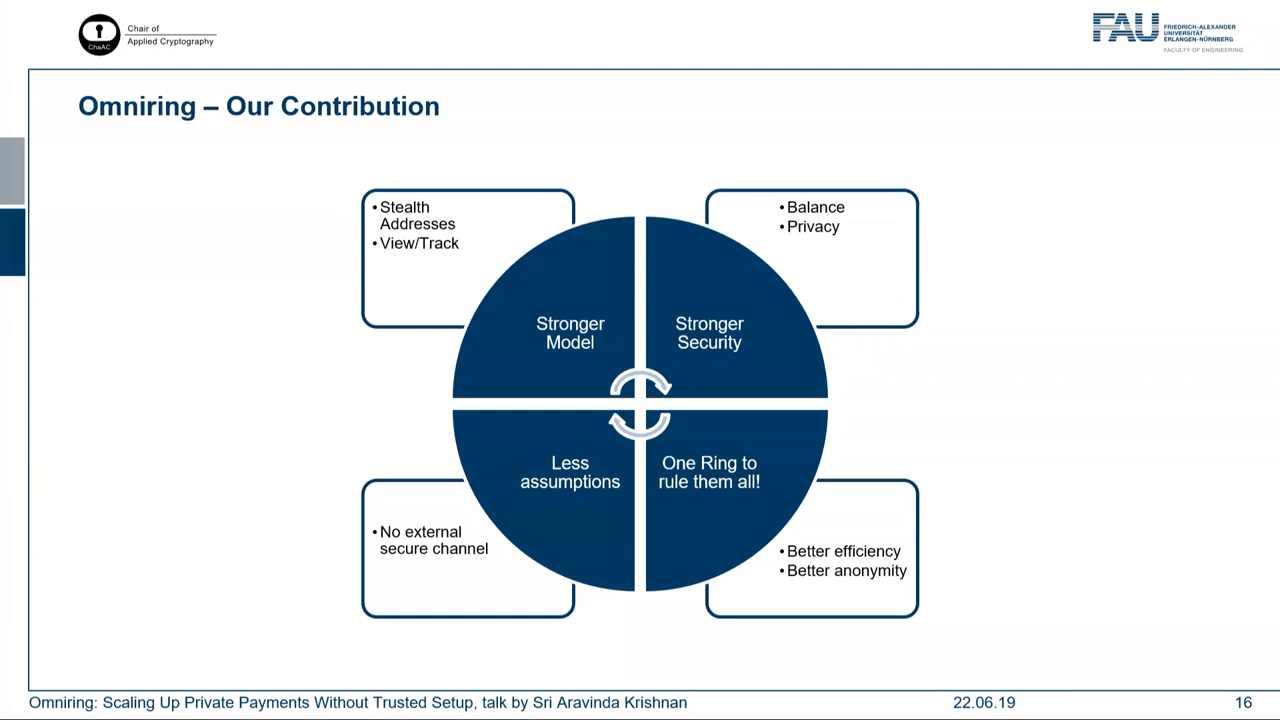 ChaAC
Chair of
Applied Cryptography
FAU
FRIEDRICH-ALEXANDER
UNIVERSITÄT
ERLANGEN-NÜRNBERG
FACULTY OF ENGINEERING
Omniring – Our Contribution
•Stealth
Addresses
•View/Track
•Balance
•Privacy
Stronger
Model
Stronger
Security
Less
assumptions
One Ring to
rule them all!
•No external
secure channel
•Better efficiency
•Better anonymity
Omniring: Scaling Up Private Payments Without Trusted Setup, talk by Sri Aravinda Krishnan
22.06.19
16